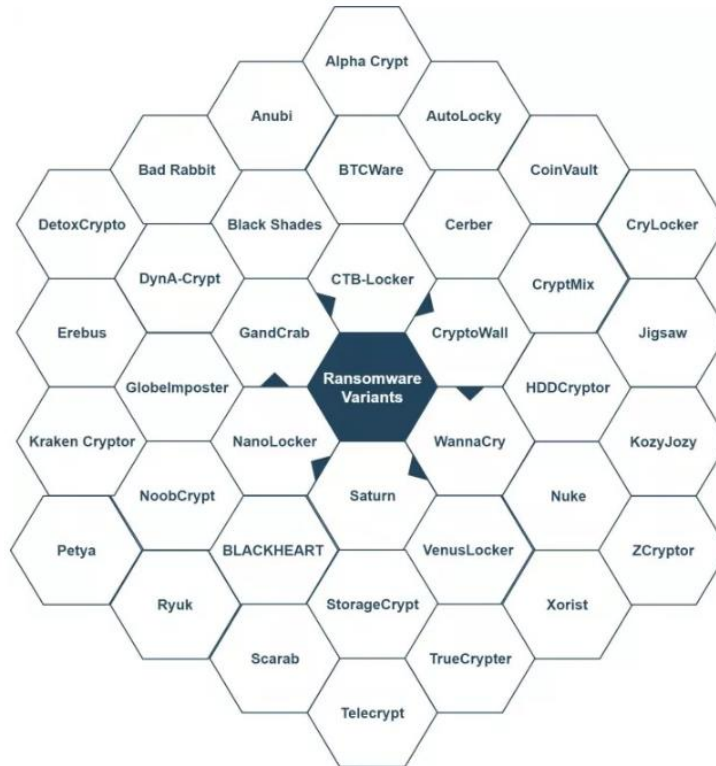 Alpha Crypt
Anubi
AutoLocky
Bad Rabbit
BTCWare
CoinVault
DetoxCrypto
Black Shades
Cerber
CryLocker
DynA-Crypt
CTB-Locker
CryptMix
Erebus
GandCrab
CryptoWall
Jigsaw
Ransomware
Variants
GlobeImposter
HDDCryptor
Kraken Cryptor
NanoLocker
WannaCry
KozyJozy
NoobCrypt
Saturn
Nuke
Petya
BLACKHEART
VenusLocker
ZCryptor
Ryuk
StorageCrypt
Xorist
Scarab
TrueCrypter
Telecrypt